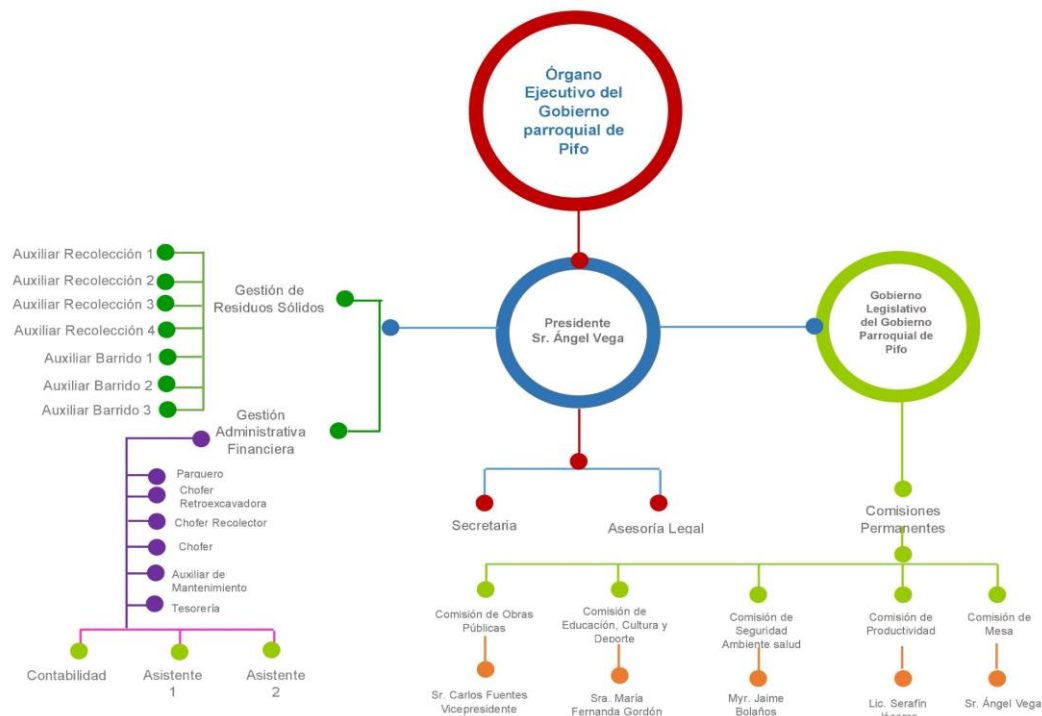 Órgano
Ejecutivo del
Gobierno
parroquial de
Pifo
Auxiliar Recolección 1
Auxiliar Recolección 2
Auxiliar Recolección 3
Auxiliar Recolección 4
Auxiliar Barrido 1
Auxiliar Barrido 2
Auxiliar Barrido 3
Gestión de
Residuos Sólidos
Presidente
Sr. Ángel Vega
Gobierno
Legislativo
del Gobierno
Parroquial de
Pifo
Gestión
Administrativa
Financiera
Parquero
Chofer
Retroexcavadora
Chofer Recolector
Chofer
Auxiliar de
Mantenimiento
Tesorería
Contabilidad
Asistente
1
Asistente
2
Secretaria
Asesoría Legal
Comisiones
Permanentes
Comisión de Obras
Públicas
Comisión de
Educación, Cultura y
Deporte
Comisión de
Seguridad
Ambiente salud
Comisión de
Productividad
Comisión de
Mesa
Sr. Carlos Fuentes
Vicepresidente
Sra. María
Fernanda Gordón
Myr. Jaime
Bolaños
Lic. Serafín
Sr. Ángel Vega